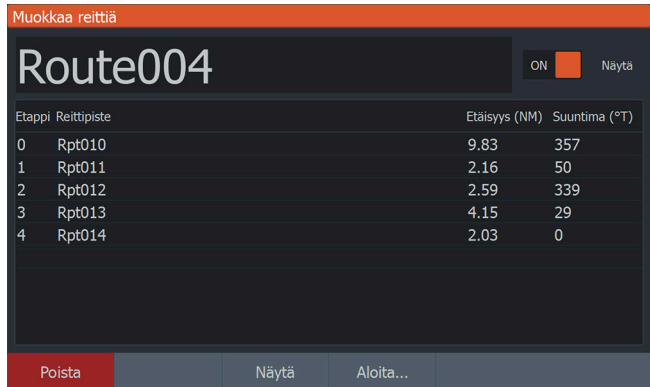 Muokkaa reittiä
Route004
ON Näytä
Etappi Reittipiste Etäisyys (NM) Suuntima (°T)
0 Rpt010 9.83 357
1 Rpt011 2.16 50
2 Rpt012 2.59 339
3 Rpt013 4.15 29
4 Rpt014 2.03 0
Poista Näytä Aloita...